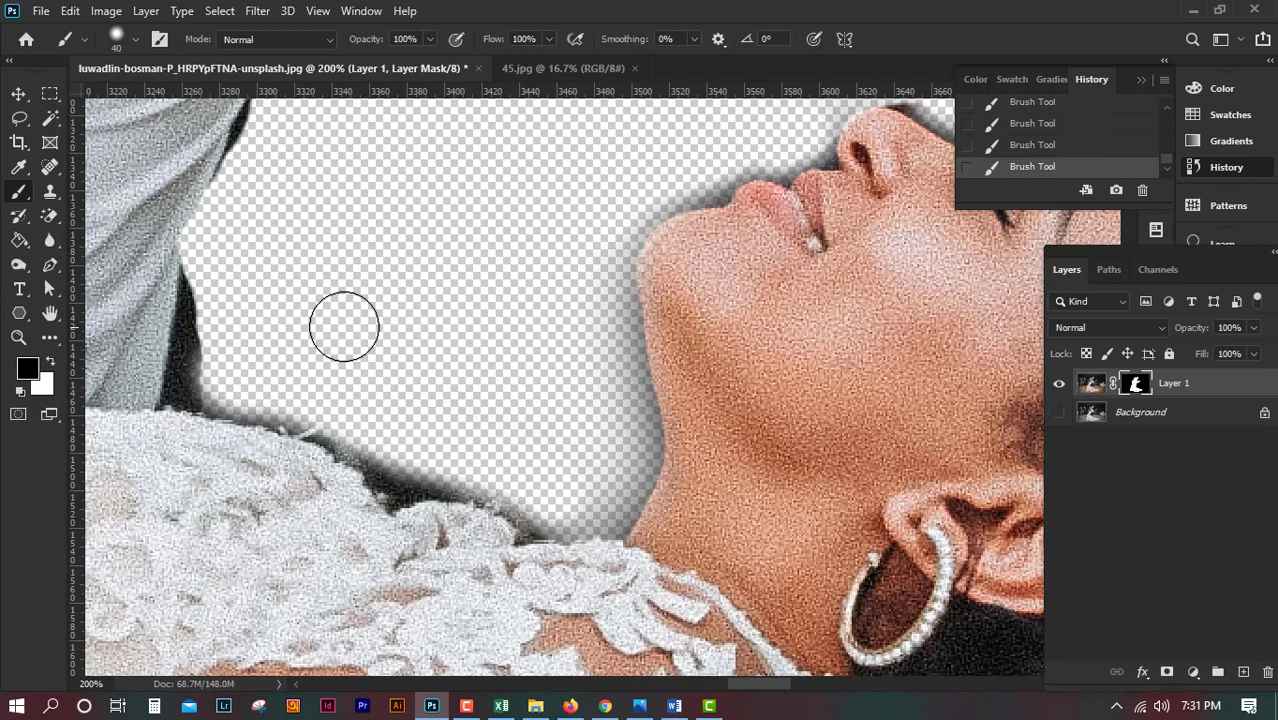 File Edit Image Layer Type Select Filter 3D View Window Help
40 Mode: Normal Opacity: 100% Flow: 100% Smoothing: 0% 0°
luwadlin-bosman-P_HRPYpFTNA-unsplash.jpg @ 200% (Layer 1, Layer Mask/8) * 45.jpg @ 16.7% (RGB/8#)
0 3220 3240 3260 3280 3300 3320 3340 3360 3380 3400 3420 3440 3460 3480 3500 3520 3540 3560 3580 3600 3620 3640 3660
Color Swatch Gradie History
Brush Tool
Brush Tool
Brush Tool
Brush Tool
Color
Swatches
Gradients
History
Patterns
Learn
Layers Paths Channels
Kind
Normal Opacity: 100%
Lock: Fill: 100%
Layer 1
Background
200% Doc: 68.7M/148.0M
7:31 PM